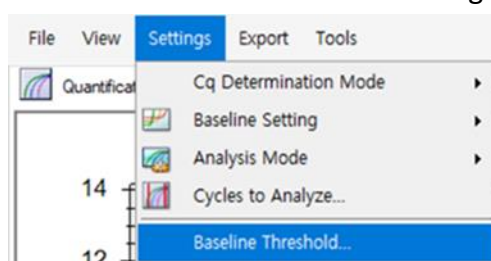 File View Settings Export Tools
Quantificat
Cq Determination Mode
Baseline Setting
Analysis Mode
Cycles to Analyze...
Baseline Threshold...
14
12